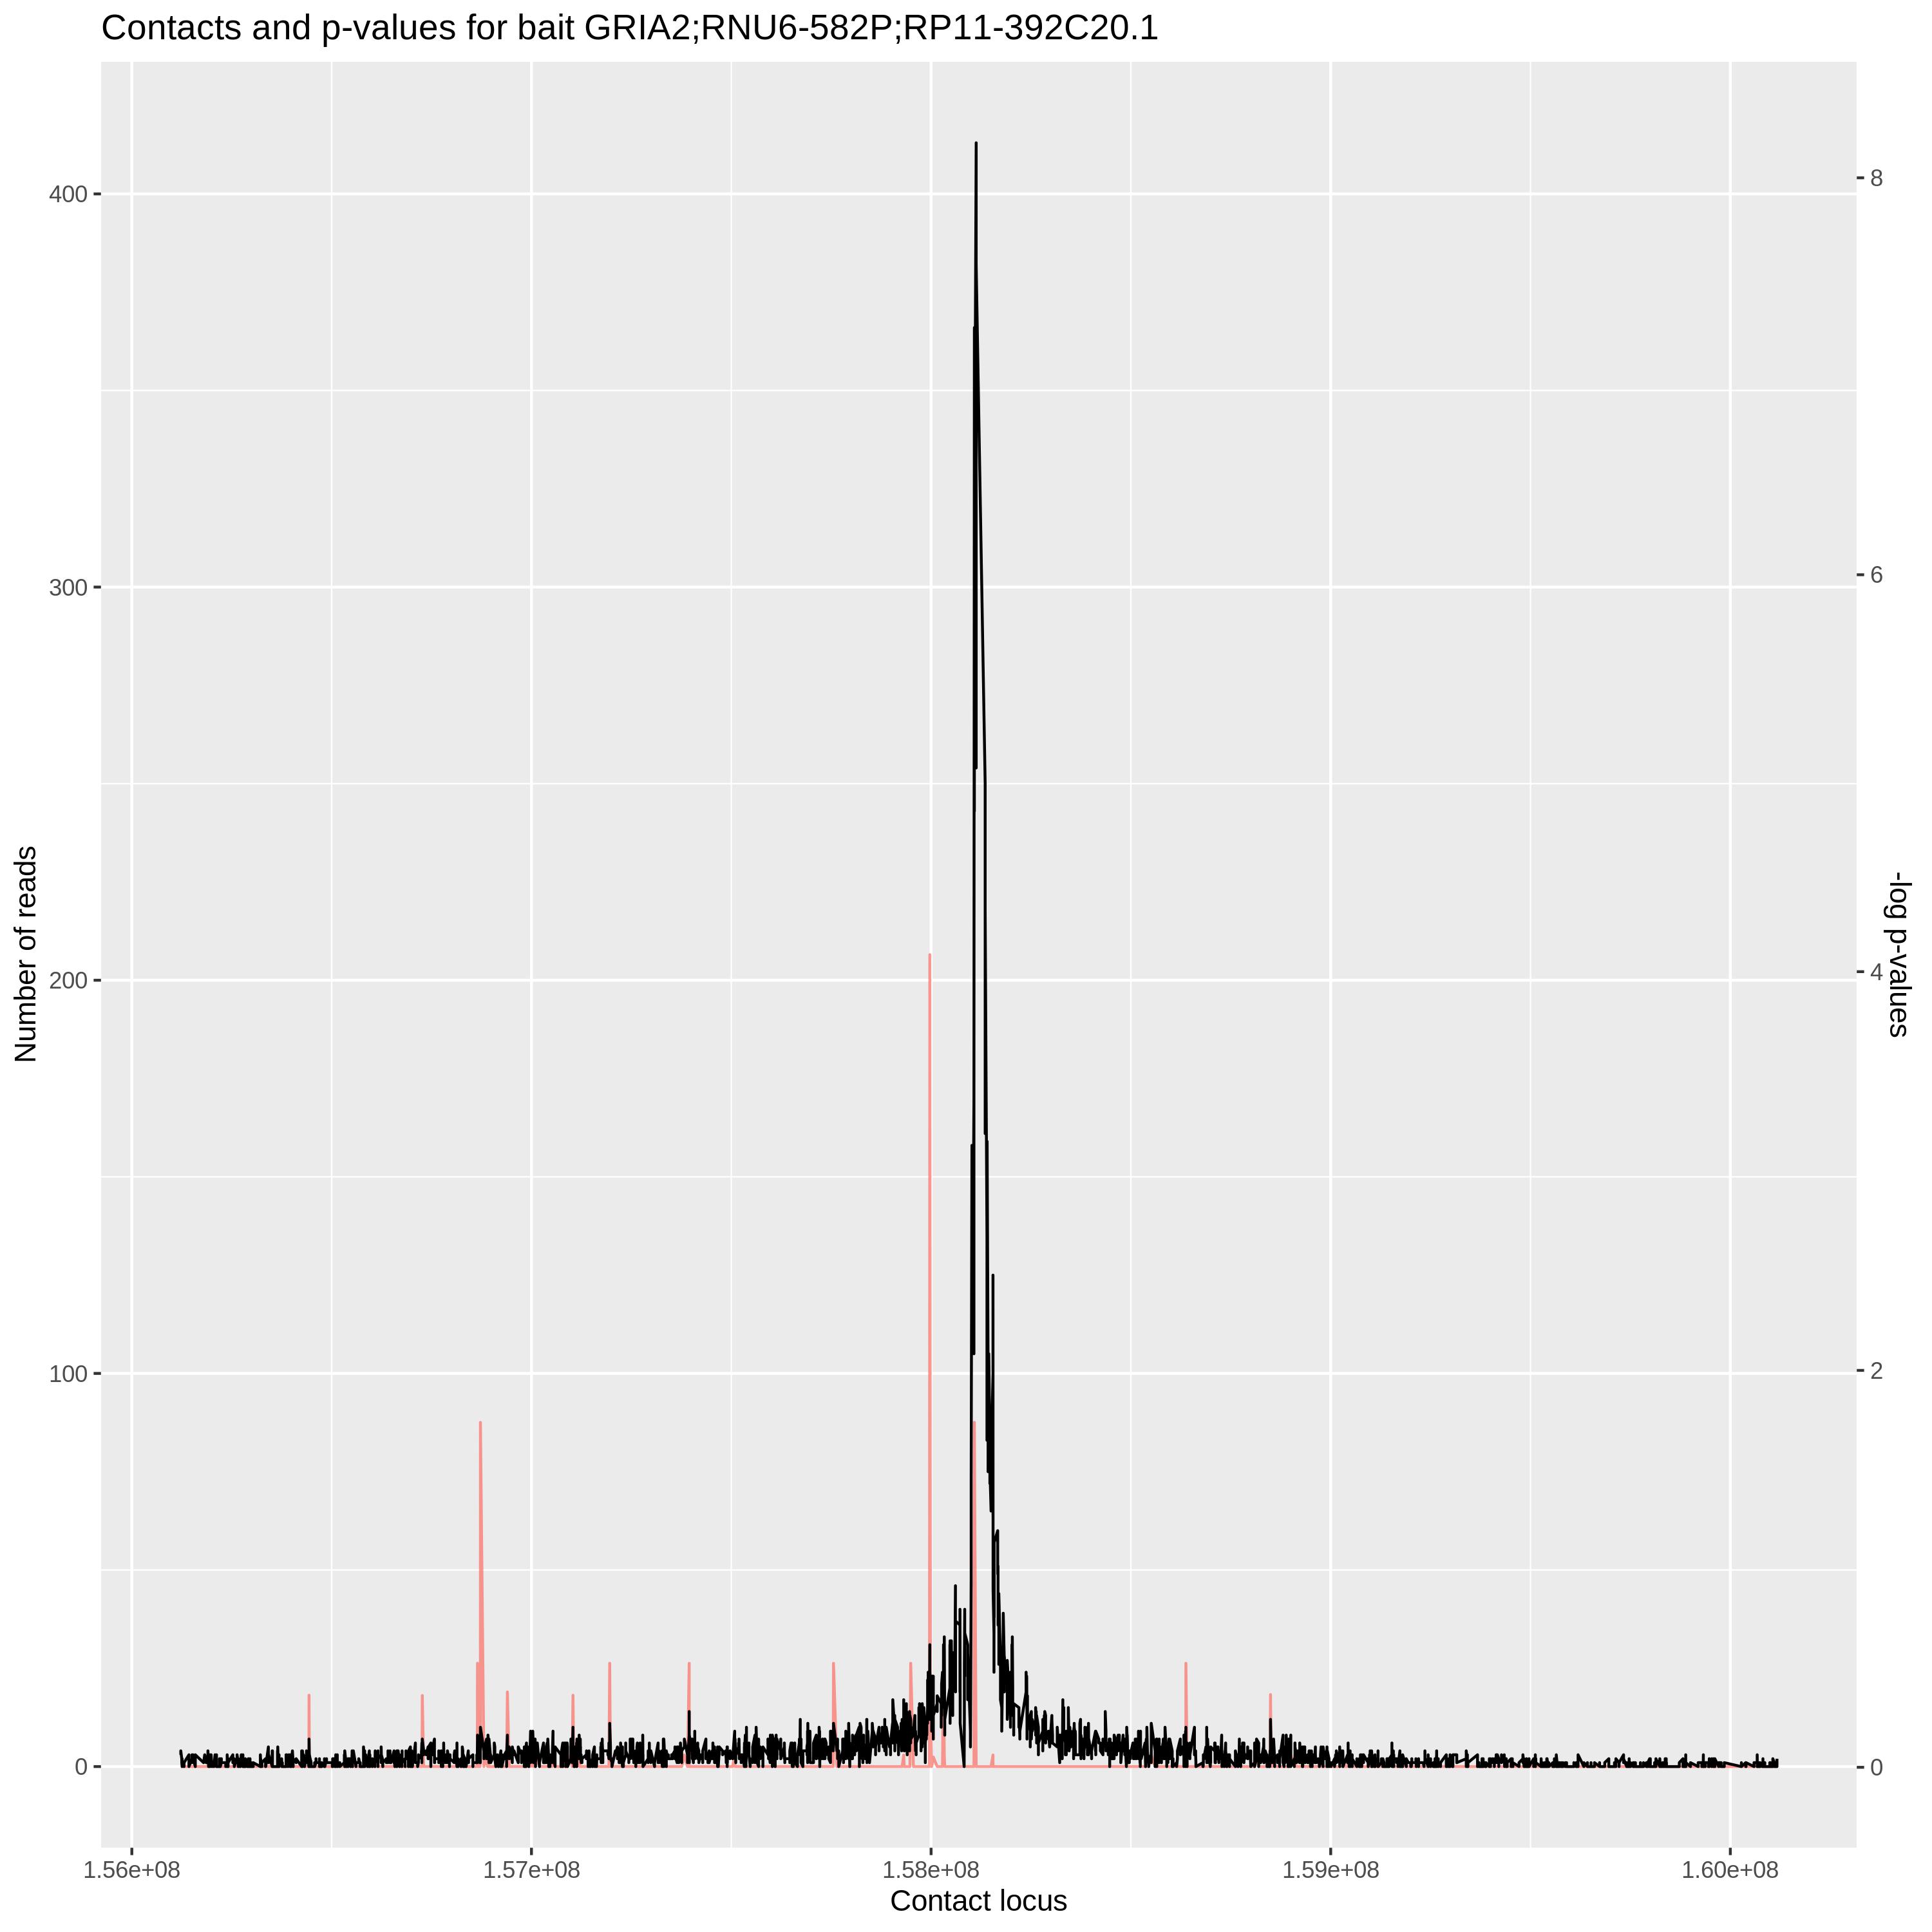 Contacts and p-values for bait GRIA2;RNU6-582P;RP11-392C20.1
Number of reads
400
300
200
100
0
8
6
4
2
0
-log p-values
1.56e+08
1.57e+08
1.58e+08
1.59e+08
1.60e+08
Contact locus